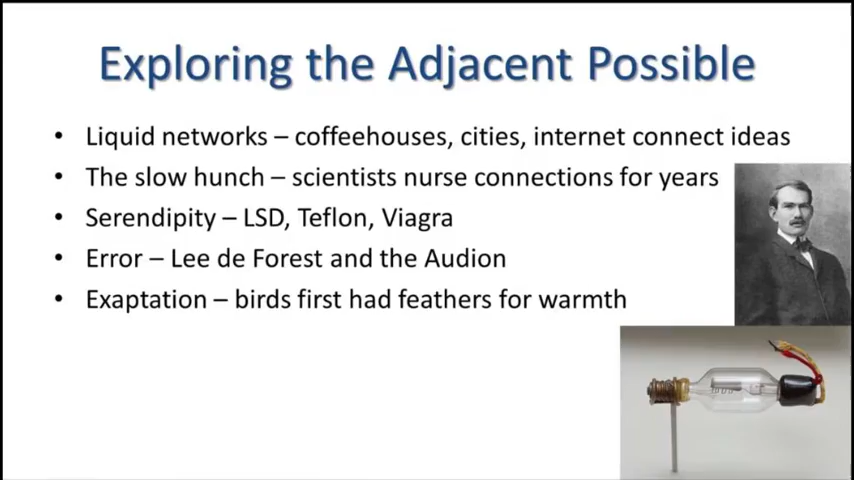 Exploring the Adjacent Possible
• Liquid networks – coffeehouses, cities, internet connect ideas
• The slow hunch – scientists nurse connections for years
• Serendipity – LSD, Teflon, Viagra
• Error – Lee de Forest and the Audion
• Exaptation – birds first had feathers for warmth